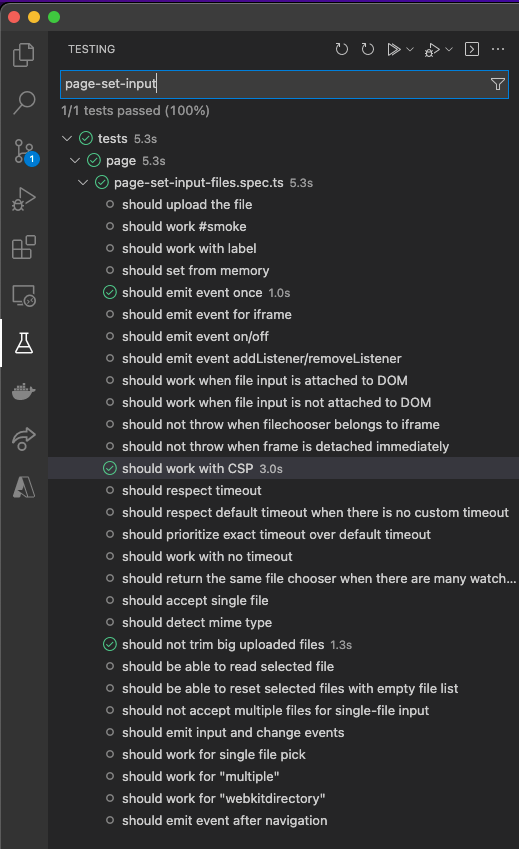 TESTING
page-set-input
1/1 tests passed (100%)
tests 5.3s
page 5.3s
1
page-set-input-files.spec.ts 5.3s
should upload the file
should work #smoke
should work with label
should set from memory
should emit event once 1.0s
should emit event for iframe
should emit event on/off
should emit event addListener/removeListener
should work when file input is attached to DOM
should work when file input is not attached to DOM
should not throw when filechooser belongs to iframe
should not throw when frame is detached immediately
should work with CSP 3.0s
should respect timeout
should respect default timeout when there is no custom timeout
should prioritize exact timeout over default timeout
should work with no timeout
should return the same file chooser when there are many watch...
should accept single file
should detect mime type
should not trim big uploaded files 1.3s
should be able to read selected file
should be able to reset selected files with empty file list
should not accept multiple files for single-file input
should emit input and change events
should work for single file pick
should work for "multiple"
should work for "webkitdirectory"
should emit event after navigation